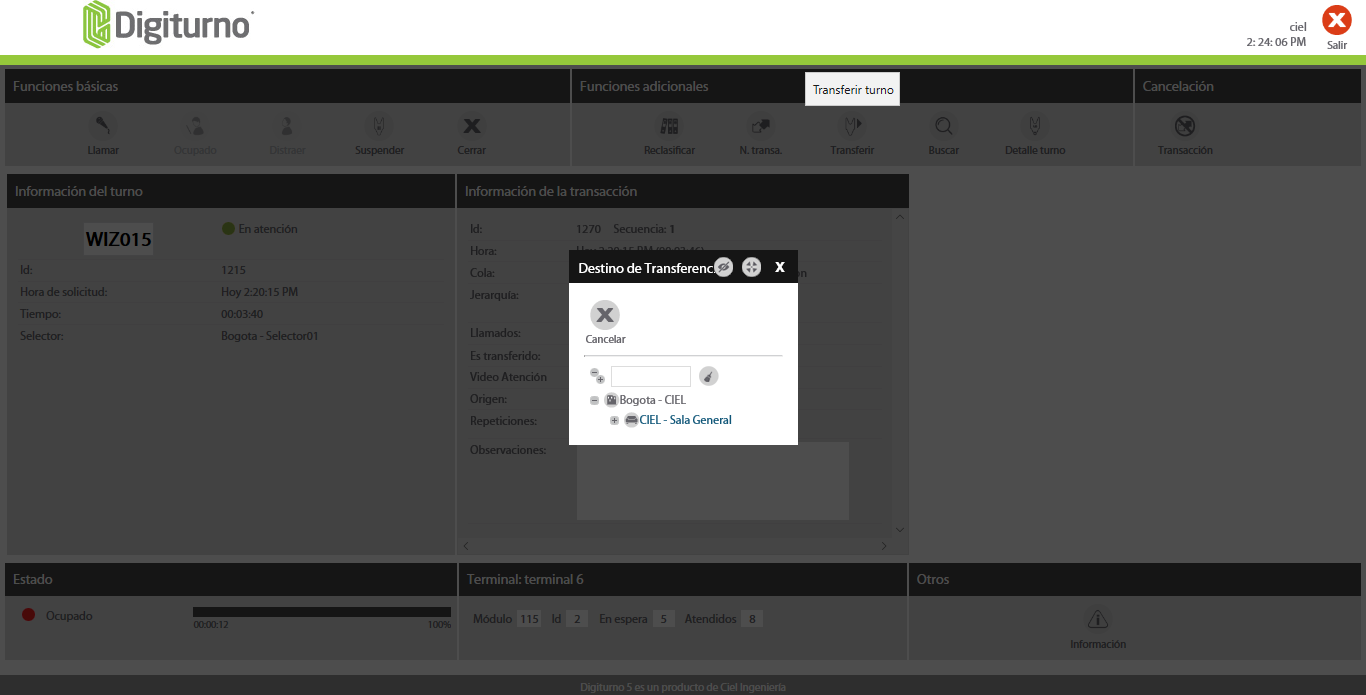 Digiturno
ciel
2: 24: 06 PM
Salir
Funciones básicas
Funciones adicionales
Transferir turno
Cancelación
Llamar
Ocupado
Distraer
Suspender
Cerrar
Reclasificar
N. transa.
Transferir
Buscar
Detalle turno
Transacción
Información del turno
WIZ015
En atención
Id: 1215
Hora de solicitud: Hoy 2:20:15 PM
Tiempo: 00:03:40
Selector: Bogota - Selector01
Información de la transacción
Id: 1270 Secuencia: 1
Hora: Hoy 2:20:15 PM
Cola:
Jerarquía:
Llamados:
Es transferido:
Video Atención
Origen:
Repeticiones:
Observaciones:
Destino de Transferenc
X
Cancelar
Bogota - CIEL
CIEL - Sala General
Estado
Ocupado
00:00:12
100%
Terminal: terminal 6
Módulo 115 Id 2 En espera 5 Atendidos 8
Otros
Información
Digiturno 5 es un producto de Ciel Ingeniería